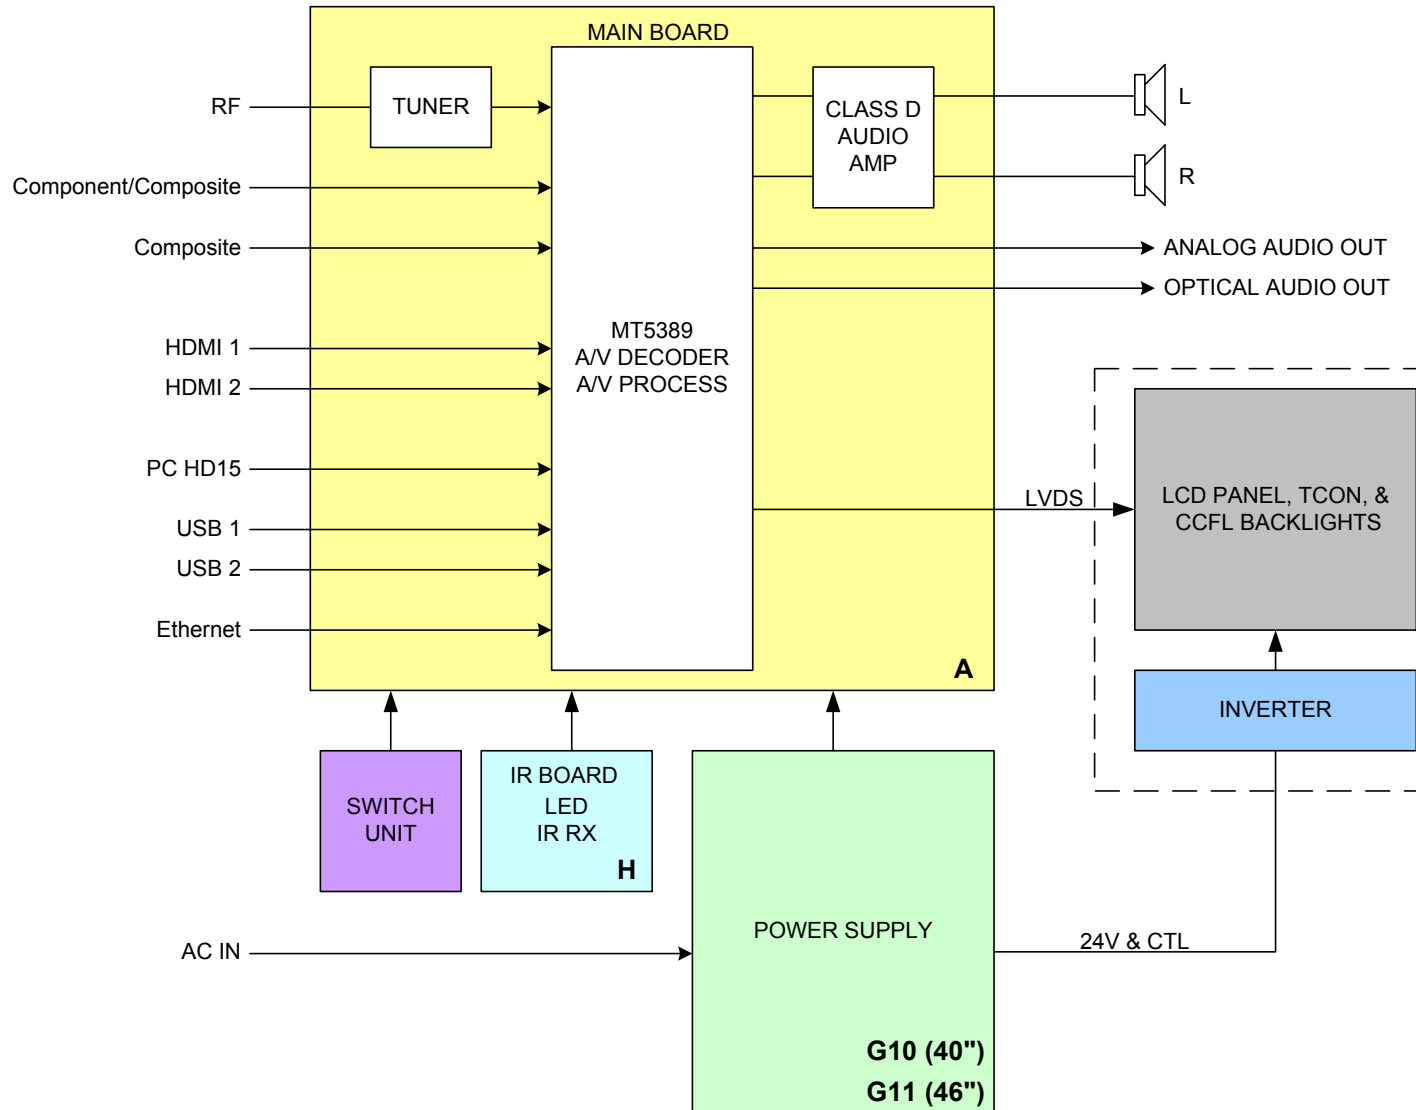 MAIN BOARD
RF
TUNER
CLASS D
AUDIO
AMP
L
R
Component/Composite
Composite
ANALOG AUDIO OUT
OPTICAL AUDIO OUT
HDMI 1
HDMI 2
MT5389
A/V DECODER
A/V PROCESS
PC HD15
USB 1
USB 2
Ethernet
LVDS
LCD PANEL, TCON, &
CCFL BACKLIGHTS
A
INVERTER
SWITCH
UNIT
IR BOARD
LED
IR RX
H
POWER SUPPLY
AC IN
24V & CTL
G10 (40")
G11 (46")